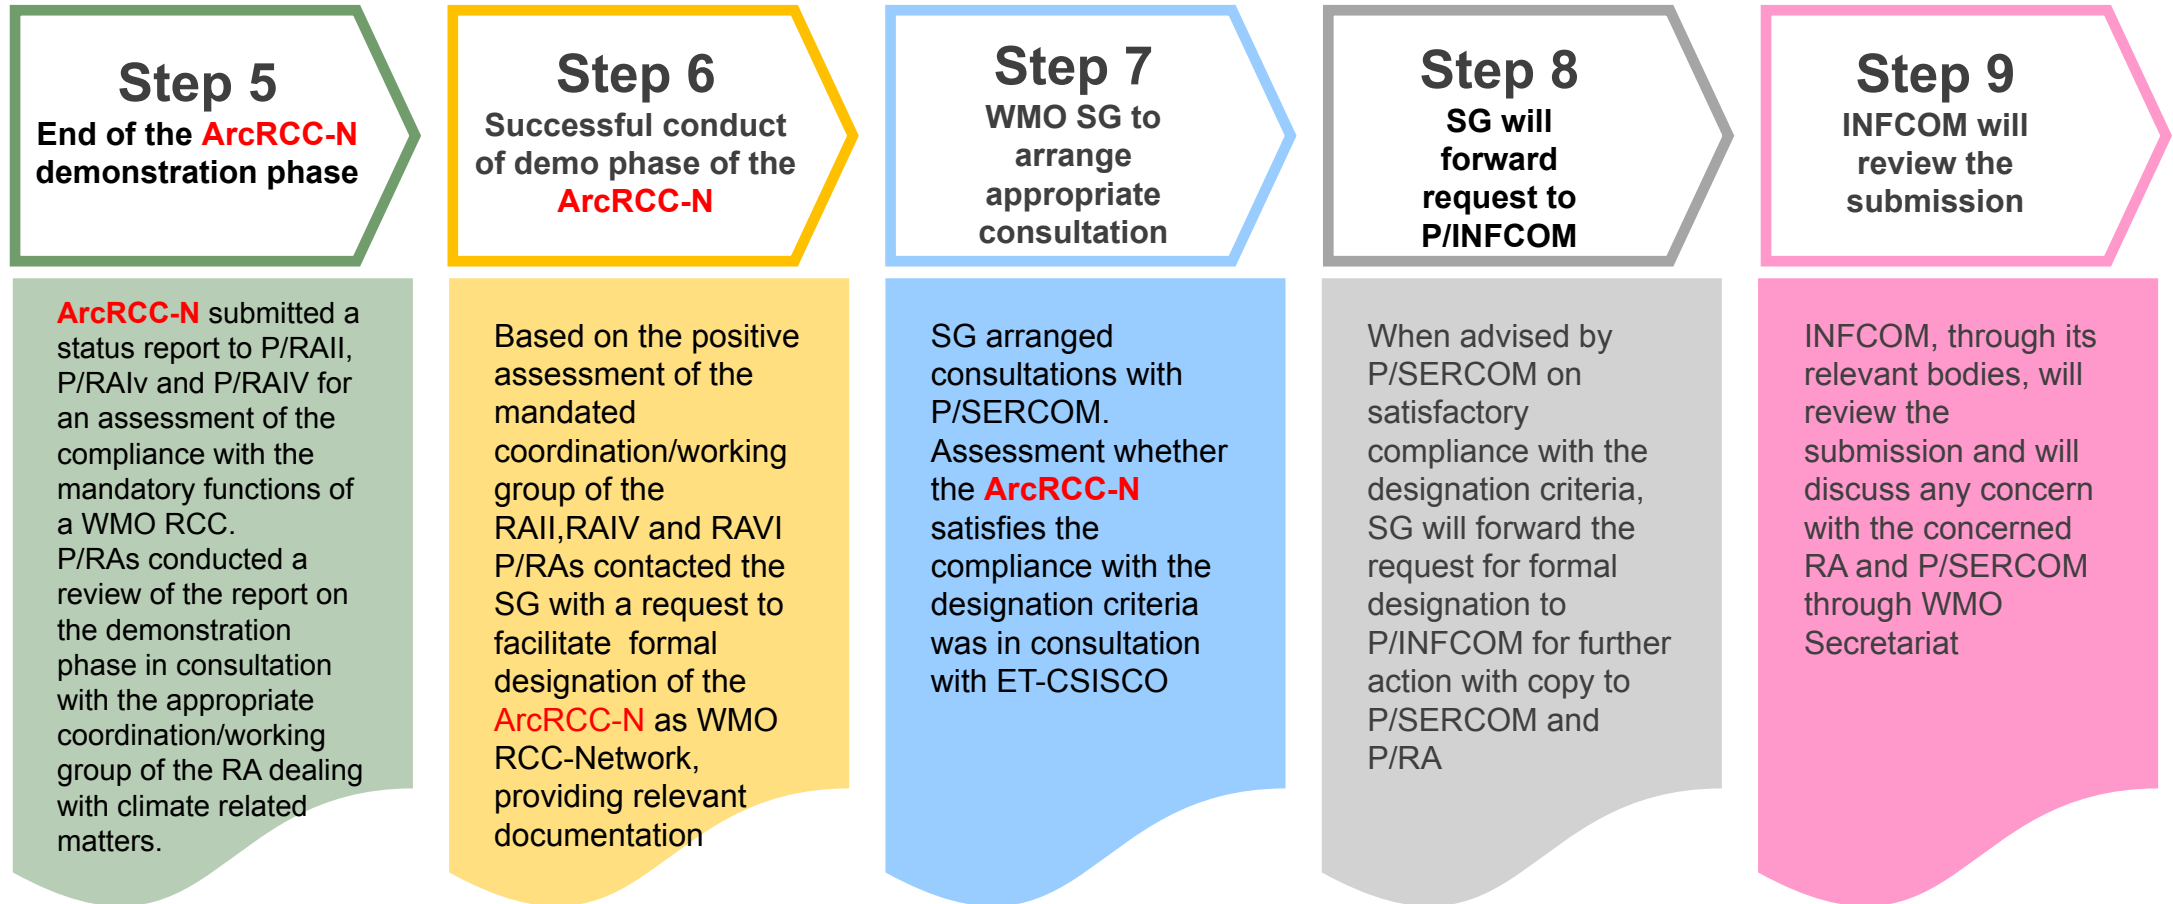 Step 5
End of the ArcRCC-N
demonstration phase
ArcRCC-N submitted a
status report to P/RAII,
P/RAIv and P/RAIV for
an assessment of the
compliance with the
mandatory functions of
a WMO RCC.
P/RAs conducted a
review of the report on
the demonstration
phase in consultation
with the appropriate
coordination/working
group of the RA dealing
with climate related
matters.
Step 6
Successful conduct
of demo phase of the
ArcRCC-N
Based on the positive
assessment of the
mandated
coordination/working
group of the
RAII,RAIV and RAVI
P/RAs contacted the
SG with a request to
facilitate formal
designation of the
ArcRCC-N as WMO
RCC-Network,
providing relevant
documentation
Step 7
WMO SG to
arrange
appropriate
consultation
SG arranged
consultations with
P/SERCOM.
Assessment whether
the ArcRCC-N
satisfies the
compliance with the
designation criteria
was in consultation
with ET-CSISCO
Step 8
SG will
forward
request to
P/INFCOM
When advised by
P/SERCOM on
satisfactory
compliance with the
designation criteria,
SG will forward the
request for formal
designation to
P/INFCOM for further
action with copy to
P/SERCOM and
P/RA
Step 9
INFCOM will
review the
submission
INFCOM, through its
relevant bodies, will
review the
submission and will
discuss any concern
with the concerned
RA and P/SERCOM
through WMO
Secretariat